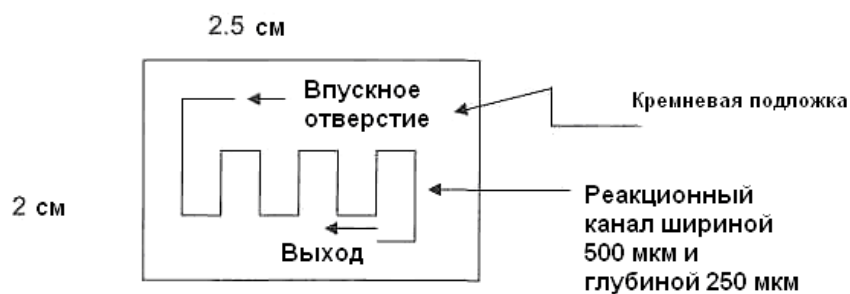 2.5 см
Впускное
отверстие
Кремневая подложка
2 см
Реакционный
канал шириной
500 мкм и
глубиной 250 мкм
Выход